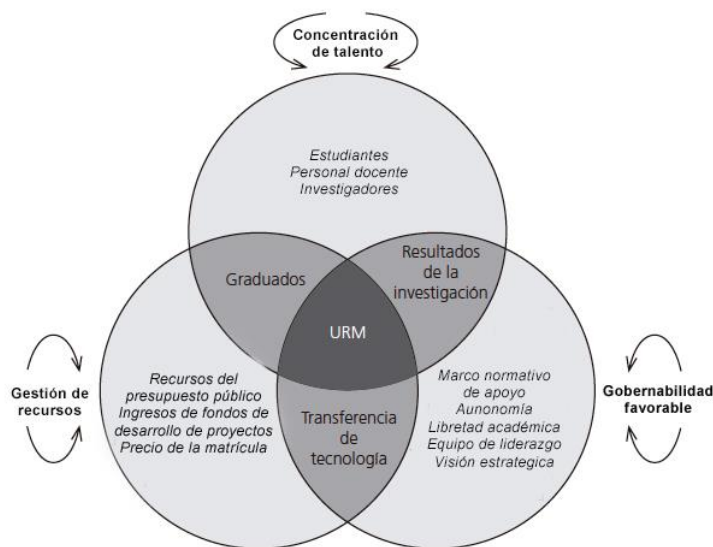 Concentración
de talento
Estudiantes
Personal docente
Investigadores
Graduados
Resultados
de la
investigación
URM
Gestión de
recursos
Recursos del
presupuesto público
Ingresos de fondos de
desarrollo de proyectos
Precio de la matrícula
Transferencia
de
tecnología
Marco normativo
de apoyo
Aunonomía
Libretad académica
Equipo de liderazgo
Visión estrategica
Gobernabilidad
favorable